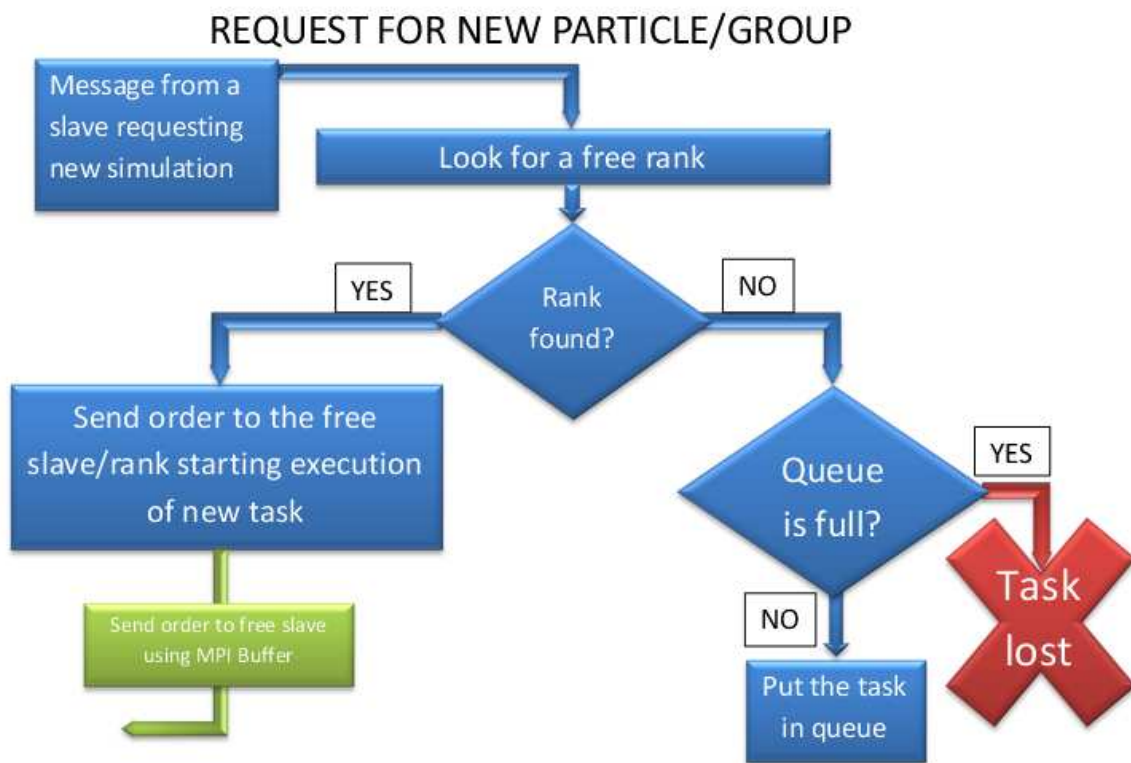 REQUEST FOR NEW PARTICLE/GROUP
Message from a
slave requesting
new simulation
Look for a free rank
YES
NO
Rank
found?
Send order to the free
slave/rank starting execution
of new task
YES
Queue
is full?
Task
lost
Send order to free slave
using MPI Buffer
NO
Put the task
in queue